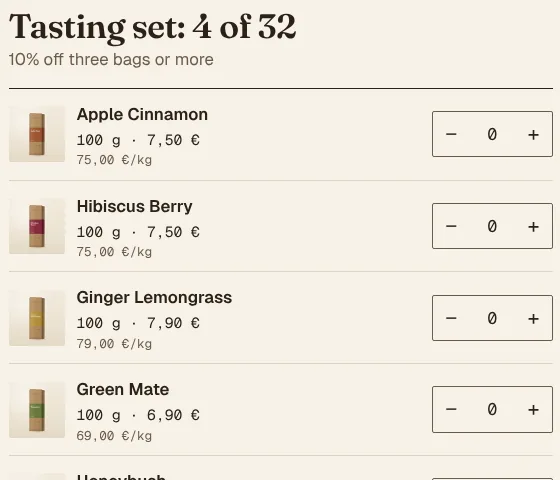 Tasting set: 4 of 32
10% off three bags or more
Apple Cinnamon
100 g · 7,50 €
75,00 €/kg
− 0 +
Hibiscus Berry
100 g · 7,50 €
75,00 €/kg
− 0 +
Ginger Lemongrass
100 g · 7,90 €
79,00 €/kg
− 0 +
Green Mate
100 g · 6,90 €
69,00 €/kg
− 0 +